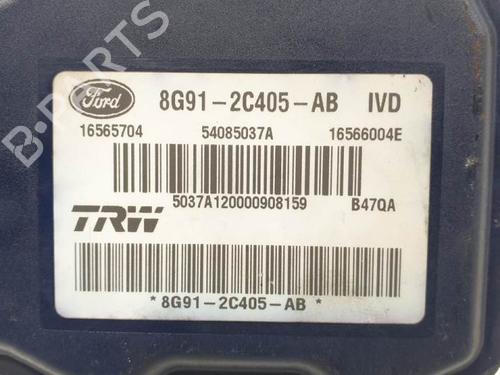 B-PARTS
Ford 8G91-2C405-AB IVD
16565704 54085037A 16566004E
5037A120000908159 B47QA
TRW
*8G91-2C405-AB*